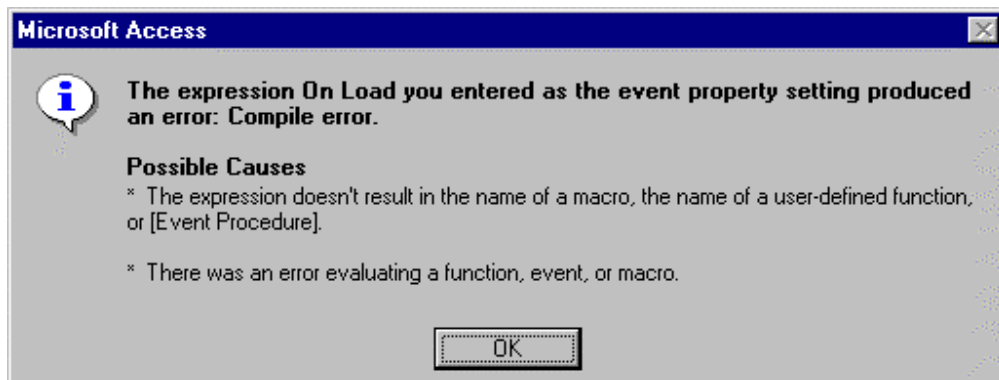 Microsoft Access
The expression On Load you entered as the event property setting produced
an error: Compile error.
Possible Causes
* The expression doesn't result in the name of a macro, the name of a user-defined function,
or [Event Procedure].
* There was an error evaluating a function, event, or macro.
OK